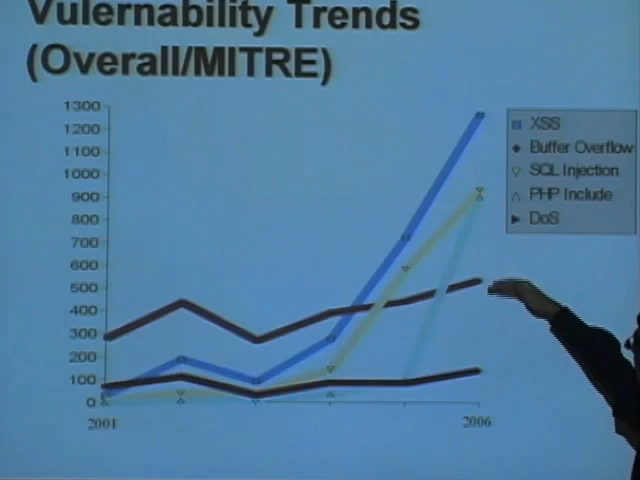 Vulernability Trends
(Overall/MITRE)
1300
1200
1100
1000
900
800
700
600
500
400
300
200
100
0
2001
2006
XSS
Buffer Overflow
SQL Injection
PHP Include
DoS